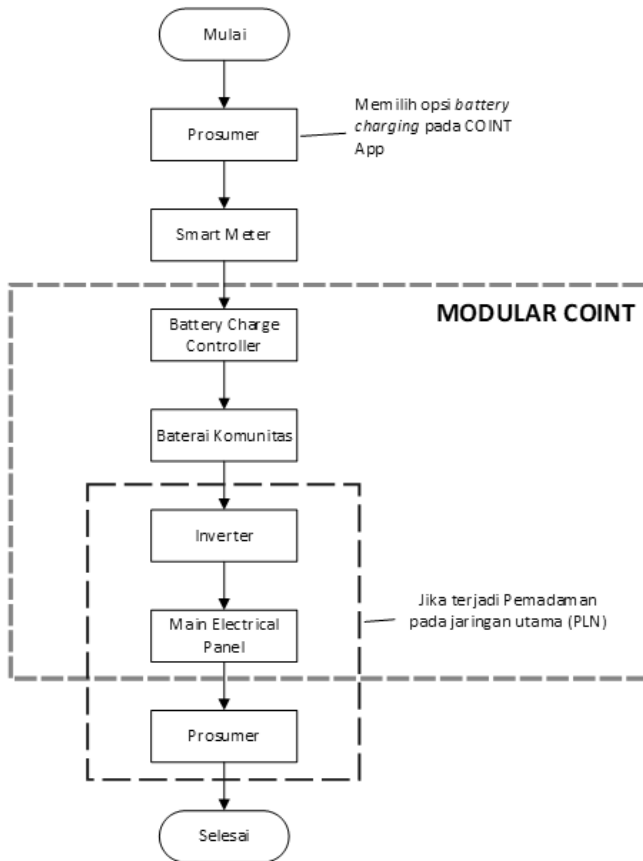 Mulai
Prosumer
Memilih opsi battery
charging pada COINT
App
Smart Meter
MODULAR COINT
Battery Charge
Controller
Baterai Komunitas
Inverter
Main Electrical
Panel
Jika terjadi Pemadaman
pada jaringan utama (PLN)
Prosumer
Selesai